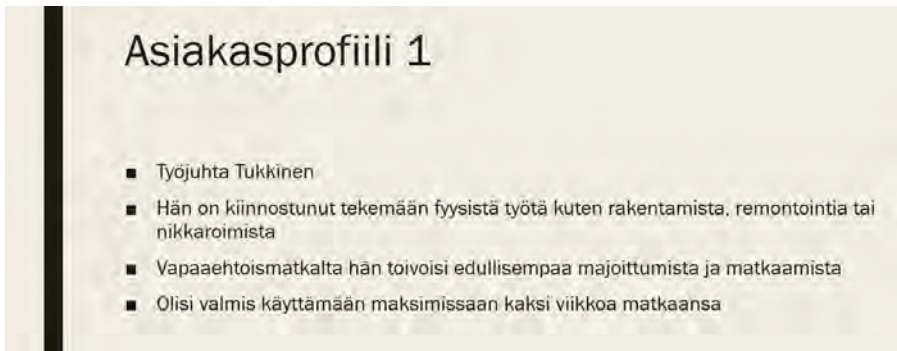 Asiakasprofiili 1
■ Työjuhta Tukkinen
■ Hän on kiinnostunut tekemään fyysistä työtä kuten rakentamista, remontointia tai
nikkaroimista
■ Vapaaehtoismatkalta hän toivoisi edullisempaa majoittumista ja matkaamista
■ Olisi valmis käyttämään maksimissaan kaksi viikkoa matkaansa